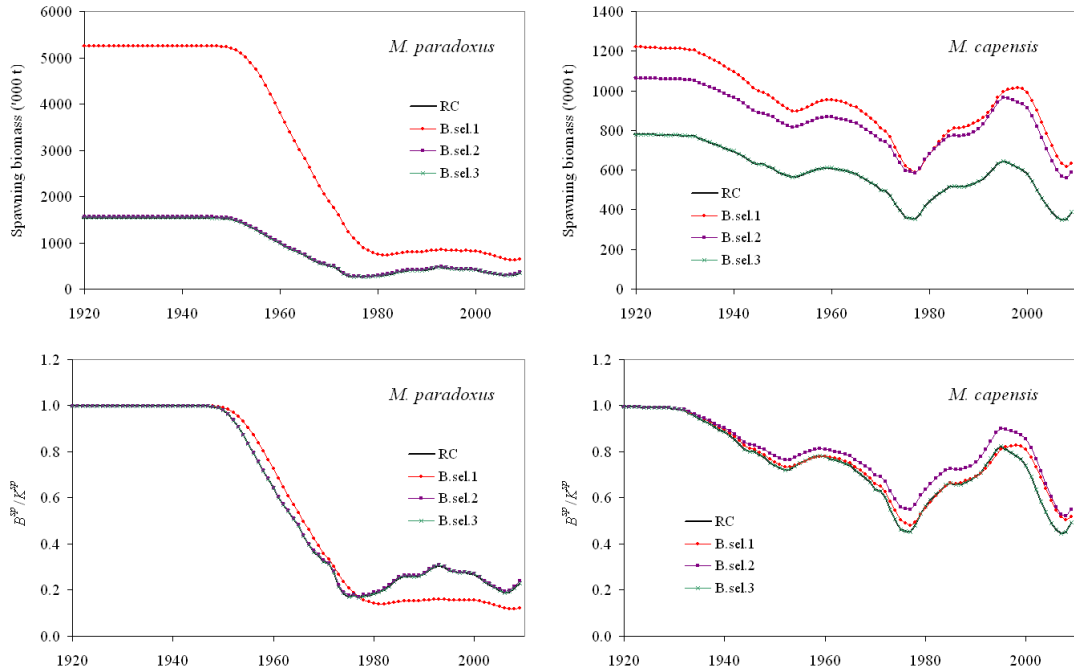 Spawning biomass ('000 t)
6000
5000
4000
3000
2000
1000
0
M. paradoxus
RC
B.sel.1
B.sel.2
B.sel.3
1920 1940 1960 1980 2000
Spawning biomass ('000 t)
1400
1200
1000
800
600
400
200
0
M. capensis
RC
B.sel.1
B.sel.2
B.sel.3
1920 1940 1960 1980 2000
B^sp/K^sp
1.2
1.0
0.8
0.6
0.4
0.2
0.0
M. paradoxus
RC
B.sel.1
B.sel.2
B.sel.3
1920 1940 1960 1980 2000
B^sp/K^sp
1.2
1.0
0.8
0.6
0.4
0.2
0.0
M. capensis
RC
B.sel.1
B.sel.2
B.sel.3
1920 1940 1960 1980 2000